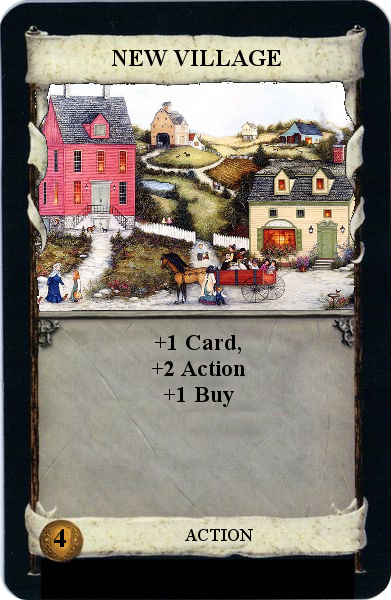 NEW VILLAGE
+1 Card,
+2 Action
+1 Buy
4
ACTION